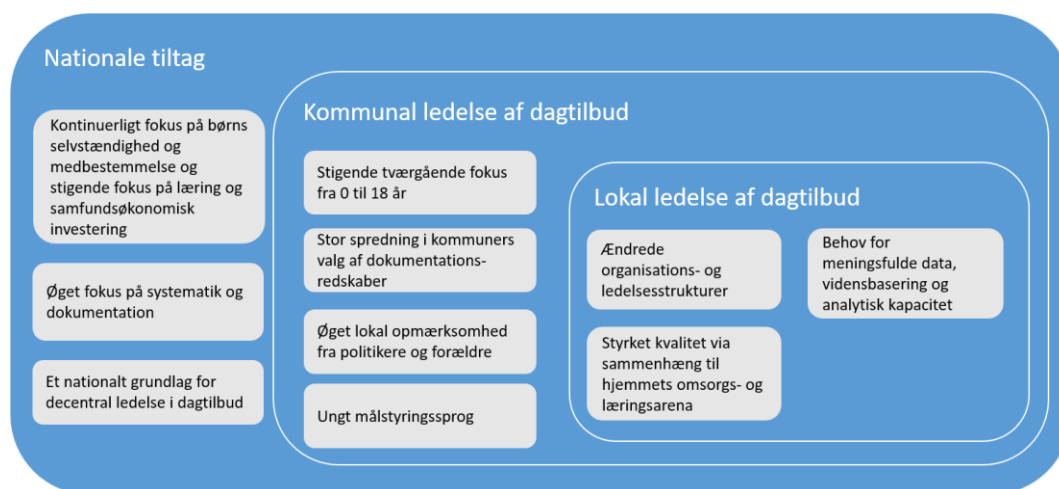 Nationale tiltag
Kontinuerligt fokus på børns
selvstændighed og
medbestemmelse og
stigende fokus på læring og
samfundsøkonomisk
investering
Øget fokus på systematik og
dokumentation
Et nationalt grundlag for
decentral ledelse i dagtilbud
Kommunal ledelse af dagtilbud
Stigende tværgående fokus
fra 0 til 18 år
Stor spredning i kommuners
valg af dokumentations-
redskaber
Øget lokal opmærksomhed
fra politikere og forældre
Ungt målstyringssprog
Lokal ledelse af dagtilbud
Ændrede
organisations- og
ledelsesstrukturer
Styrket kvalitet via
sammenhæng til
hjemmets omsorgs- og
læringsarena
Behov for
meningsfulde data,
vidensbasering og
analytisk kapacitet